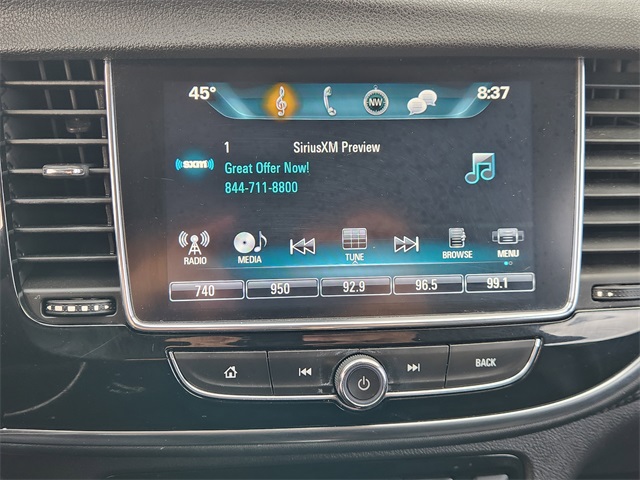 45° NW 8:37
1 SiriusXM Preview
((sxm)) Great Offer Now!
844-711-8800
RADIO MEDIA TUNE BROWSE MENU
740 950 92.9 96.5 99.1
BACK